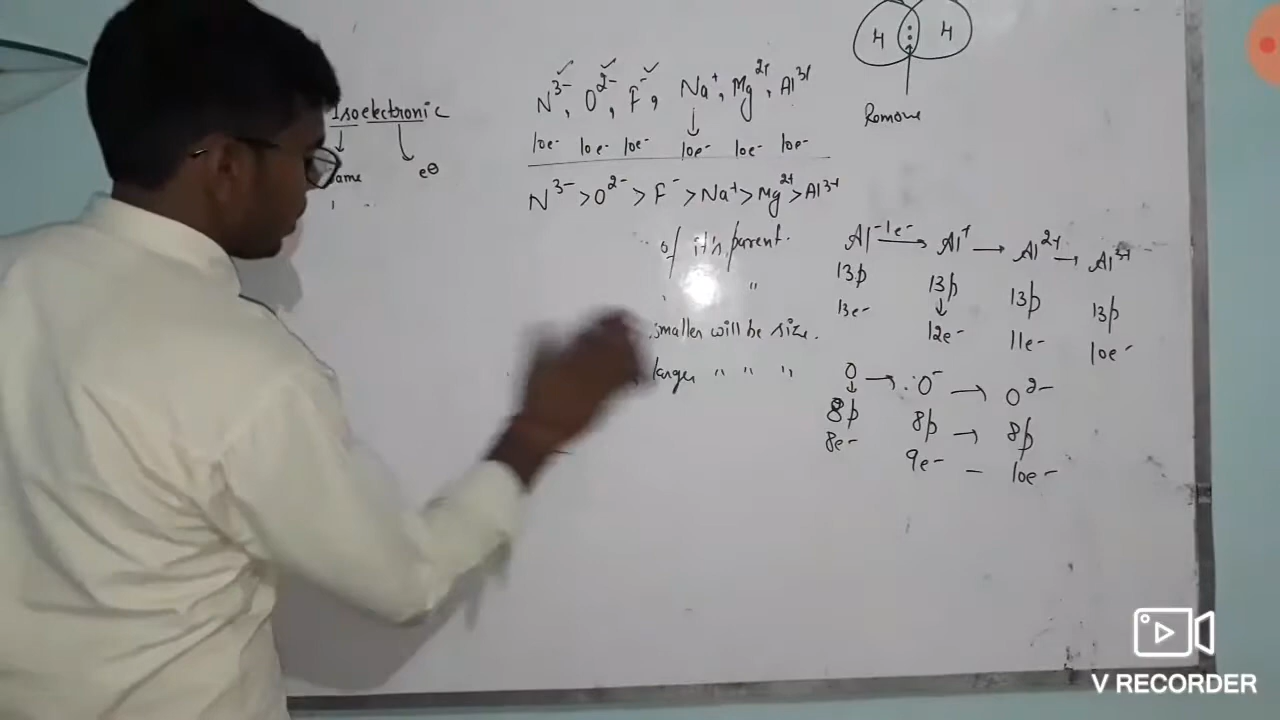 H H
Remove
Isoelectronic
ame
e⊖
N³⁻, O²⁻, F⁻, Na⁺, Mg²⁺, Al³⁺
10e⁻ 10e⁻ 10e⁻ 10e⁻ 10e⁻ 10e⁻
N³⁻ > O²⁻ > F⁻ > Na⁺ > Mg²⁺ > Al³⁺
of it's parent.
"
smaller will be size.
larger " " "
Al -1e⁻→ Al⁺ → Al²⁺ → Al³⁺
13p 13p 13p 13p
13e⁻ 12e⁻ 11e⁻ 10e⁻
O → O⁻ → O²⁻
8p 8p → 8p
8e⁻ 9e⁻ – 10e⁻
V RECORDER